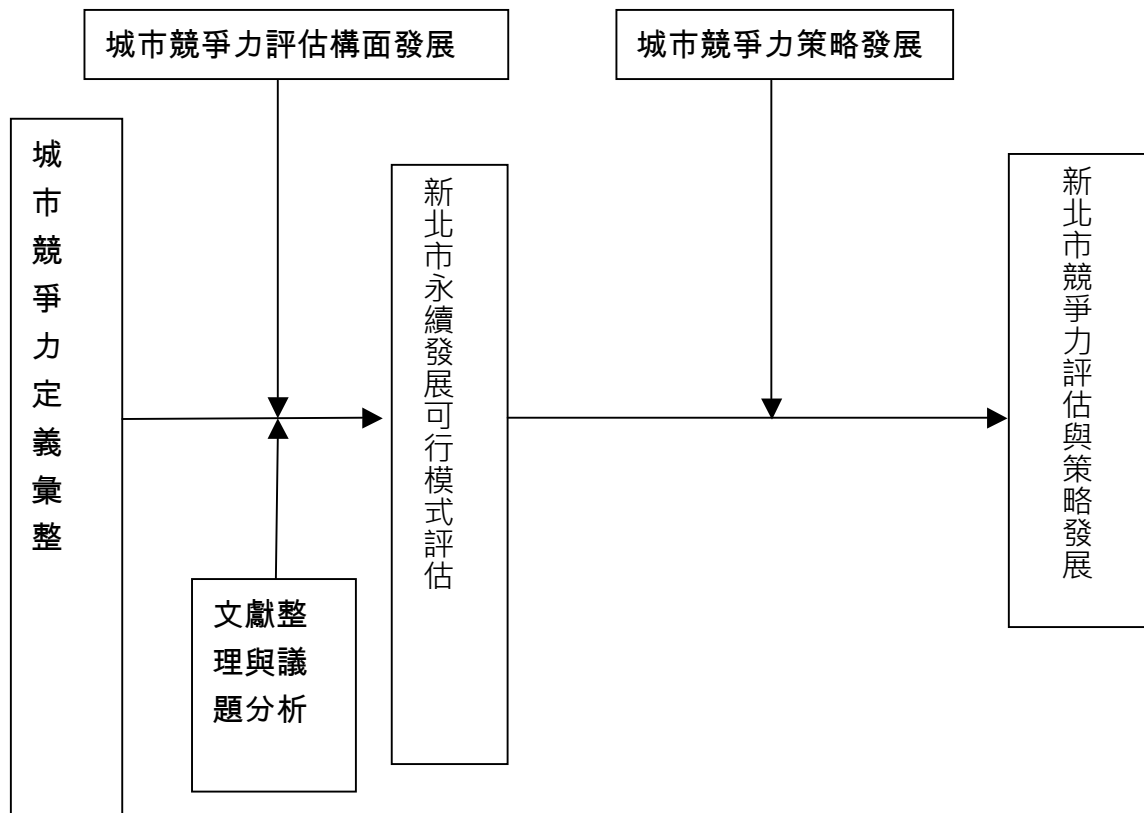 城市競爭力評估構面發展
城市競爭力策略發展
城市競爭力定義彙整
新北市永續發展可行模式評估
新北市競爭力評估與策略發展
文獻整
理與議
題分析